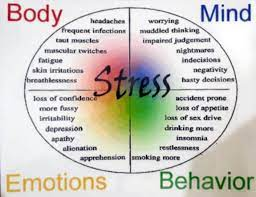 Body
Mind
headaches
frequent infections
taut muscles
muscular twitches
fatigue
skin irritations
breathlessness
worrying
muddled thinking
impaired judgement
nightmares
indecisions
negativity
hasty decisions
Stress
loss of confidence
more fussy
irritability
depression
apathy
alienation
apprehension
accident prone
loss of appetite
loss of sex drive
drinking more
insomnia
restlessness
smoking more
Emotions
Behavior